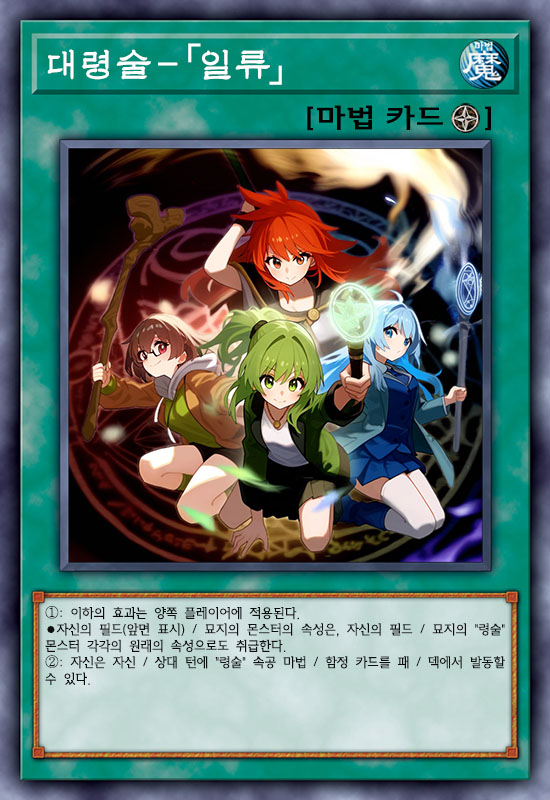 대령술-「일류」
마법
魔
[마법 카드]
①: 이하의 효과는 양쪽 플레이어에 적용된다.
●자신의 필드(앞면 표시) / 묘지의 몬스터의 속성은, 자신의 필드 / 묘지의 "령술"
몬스터 각각의 원래의 속성으로도 취급한다.
②: 자신은 자신 / 상대 턴에 "령술" 속공 마법 / 함정 카드를 패 / 덱에서 발동할
수 있다.